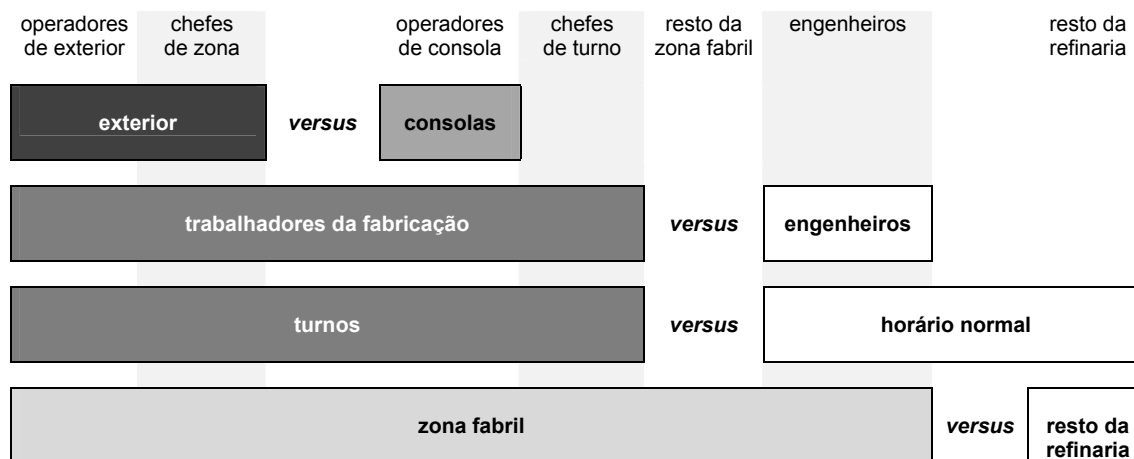 operadores
de exterior
chefes
de zona
operadores
de consola
chefes
de turno
resto da
zona fabril
engenheiros
resto da
refinaria
exterior
versus
consolas
trabalhadores da fabricação
versus
engenheiros
turnos
versus
horário normal
zona fabril
versus
resto da
refinaria